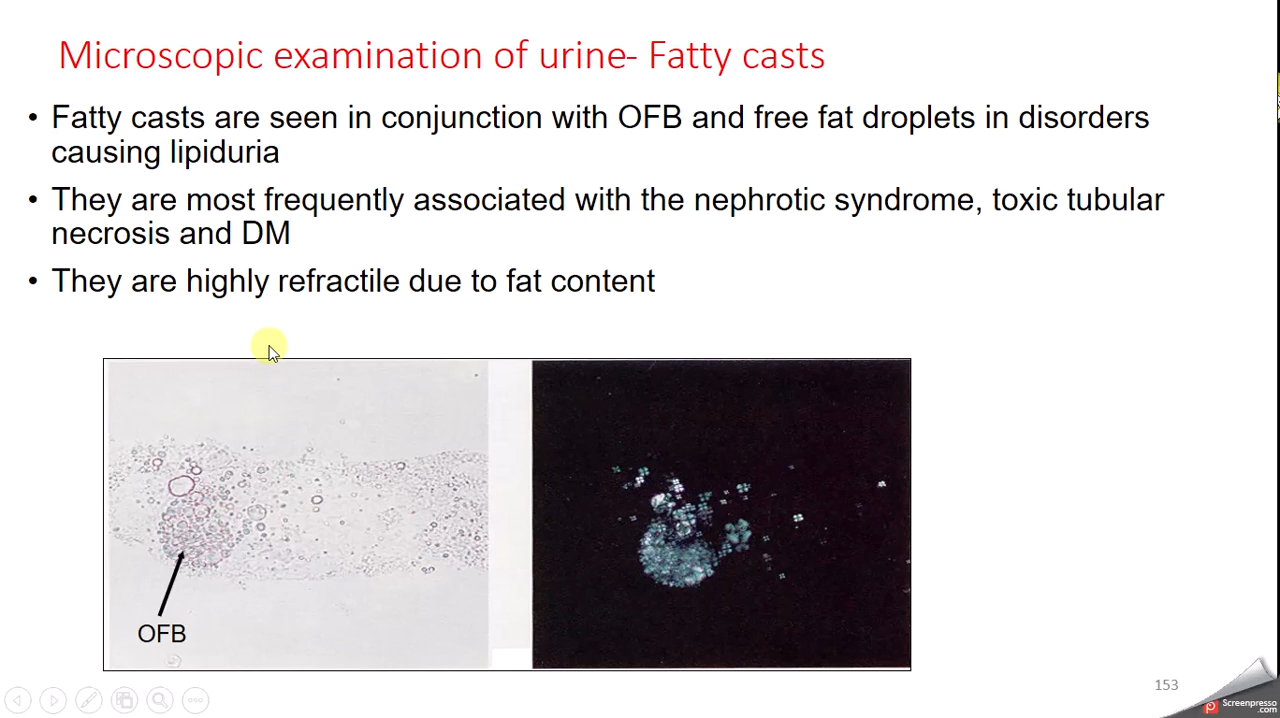 Microscopic examination of urine- Fatty casts
• Fatty casts are seen in conjunction with OFB and free fat droplets in disorders
causing lipiduria
• They are most frequently associated with the nephrotic syndrome, toxic tubular
necrosis and DM
• They are highly refractile due to fat content
OFB
153
Screenpresso
.com